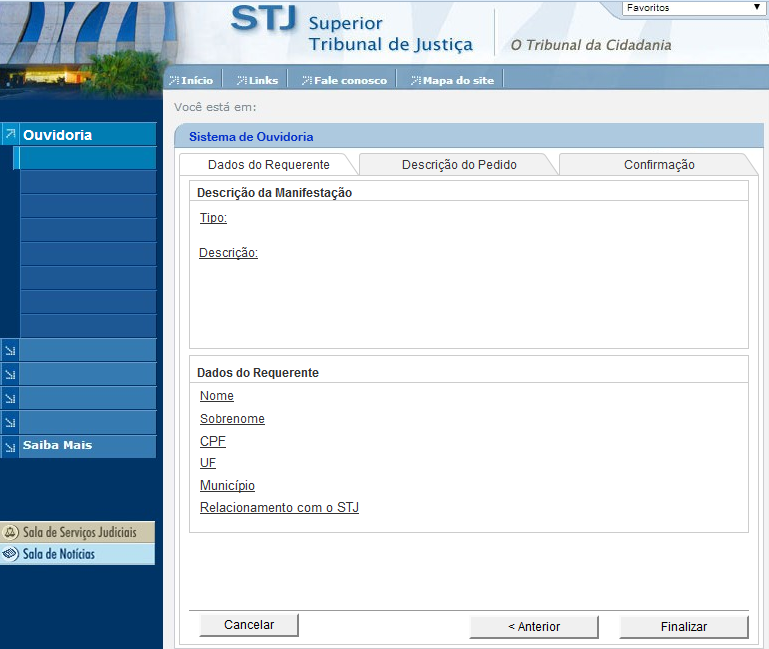 STJ Superior
Tribunal de Justiça
O Tribunal da Cidadania
Favoritos
Início Links Fale conosco Mapa do site
Você está em:
Ouvidoria
Saiba Mais
Sala de Serviços Judiciais
Sala de Notícias
Sistema de Ouvidoria
Dados do Requerente Descrição do Pedido Confirmação
Descrição da Manifestação
Tipo:
Descrição:
Dados do Requerente
Nome
Sobrenome
CPF
UF
Município
Relacionamento com o STJ
Cancelar < Anterior Finalizar